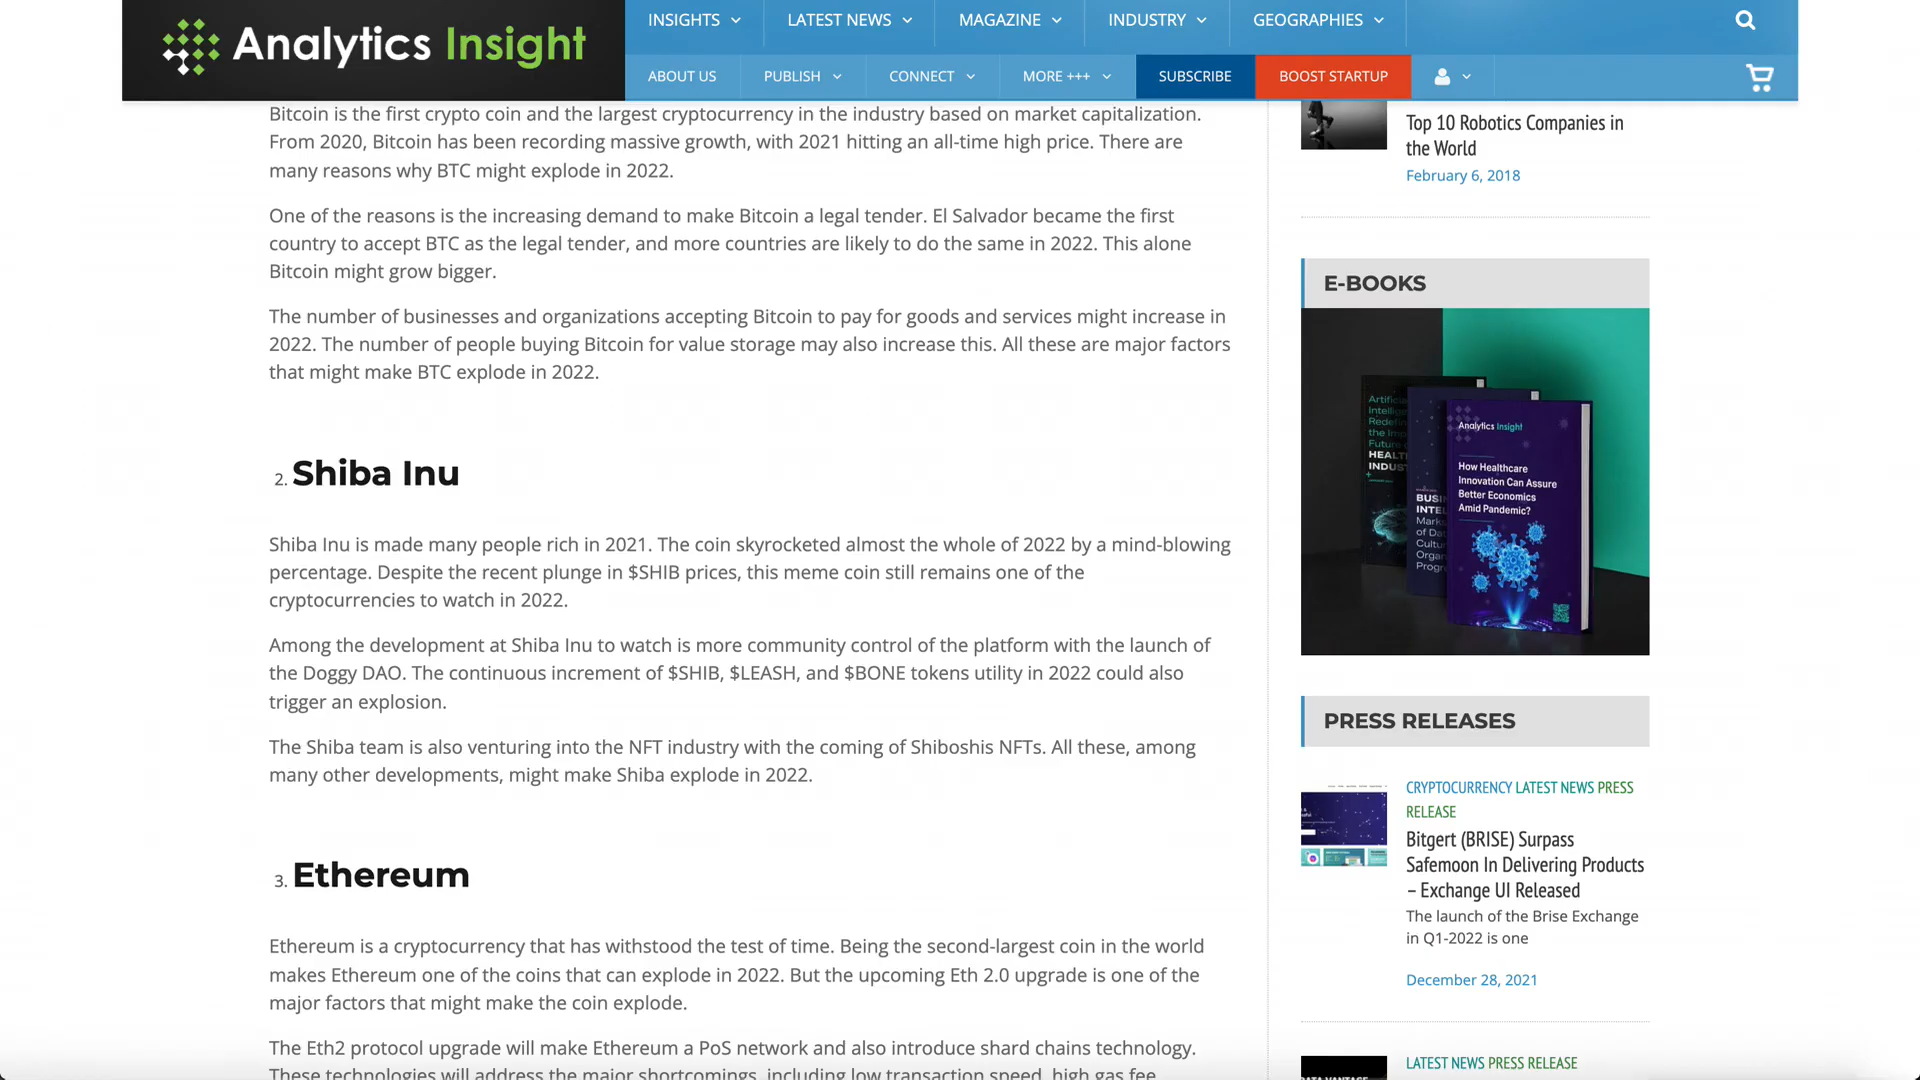 Analytics Insight
INSIGHTS
LATEST NEWS
MAGAZINE
INDUSTRY
GEOGRAPHIES
ABOUT US
PUBLISH
CONNECT
MORE +++
SUBSCRIBE
BOOST STARTUP
Bitcoin is the first crypto coin and the largest cryptocurrency in the industry based on market capitalization.
From 2020, Bitcoin has been recording massive growth, with 2021 hitting an all-time high price. There are
many reasons why BTC might explode in 2022.
One of the reasons is the increasing demand to make Bitcoin a legal tender. El Salvador became the first
country to accept BTC as the legal tender, and more countries are likely to do the same in 2022. This alone
Bitcoin might grow bigger.
The number of businesses and organizations accepting Bitcoin to pay for goods and services might increase in
2022. The number of people buying Bitcoin for value storage may also increase this. All these are major factors
that might make BTC explode in 2022.
2. Shiba Inu
Shiba Inu is made many people rich in 2021. The coin skyrocketed almost the whole of 2022 by a mind-blowing
percentage. Despite the recent plunge in $SHIB prices, this meme coin still remains one of the
cryptocurrencies to watch in 2022.
Among the development at Shiba Inu to watch is more community control of the platform with the launch of
the Doggy DAO. The continuous increment of $SHIB, $LEASH, and $BONE tokens utility in 2022 could also
trigger an explosion.
The Shiba team is also venturing into the NFT industry with the coming of Shiboshis NFTs. All these, among
many other developments, might make Shiba explode in 2022.
3. Ethereum
Ethereum is a cryptocurrency that has withstood the test of time. Being the second-largest coin in the world
makes Ethereum one of the coins that can explode in 2022. But the upcoming Eth 2.0 upgrade is one of the
major factors that might make the coin explode.
The Eth2 protocol upgrade will make Ethereum a PoS network and also introduce shard chains technology.
These technologies will address the major shortcomings, including low transaction speed, high gas fee
Top 10 Robotics Companies in
the World
February 6, 2018
E-BOOKS
Analytics Insight
How Healthcare
Innovation Can Assure
Better Economics
Amid Pandemic?
PRESS RELEASES
CRYPTOCURRENCY LATEST NEWS PRESS
RELEASE
Bitgert (BRISE) Surpass
Safemoon In Delivering Products
– Exchange UI Released
The launch of the Brise Exchange
in Q1-2022 is one
December 28, 2021
LATEST NEWS PRESS RELEASE